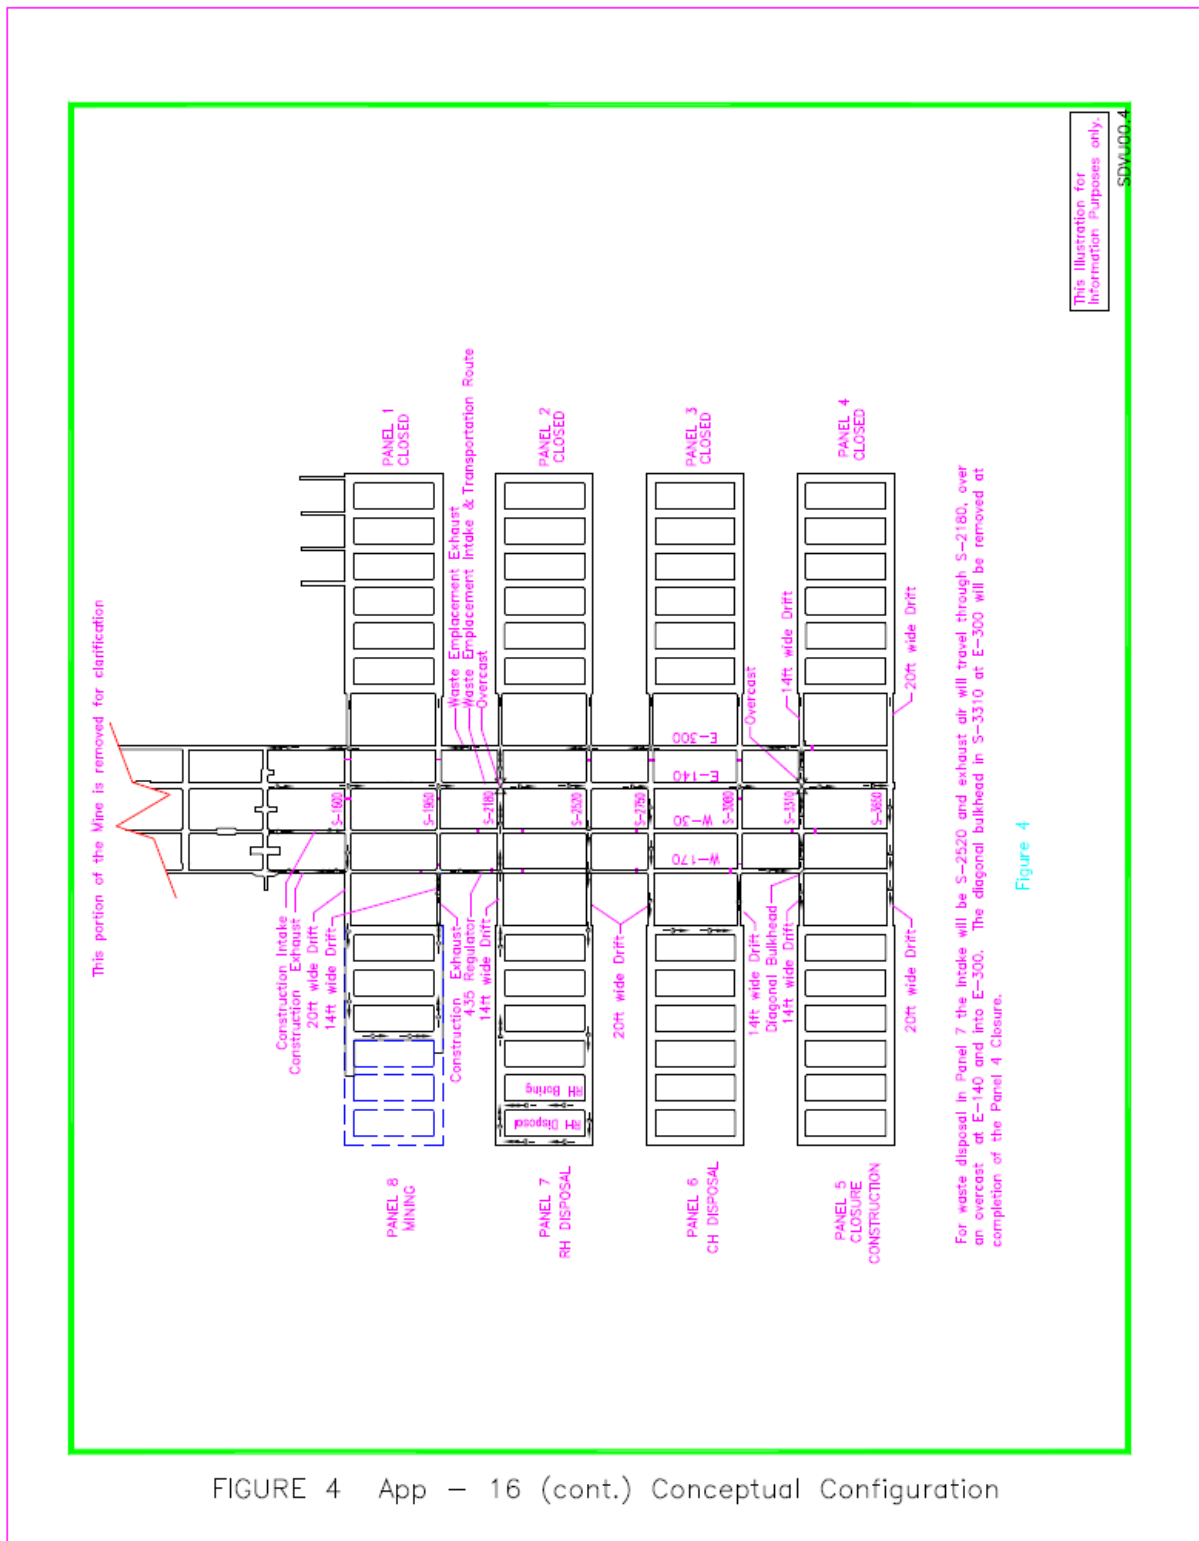 This Illustration for
Information Purposes only.
SDVU00.4
This portion of the Mine is removed for clarification
PANEL 1
CLOSED
PANEL 2
CLOSED
PANEL 3
CLOSED
PANEL 4
CLOSED
Waste Emplacement Exhaust
Waste Emplacement Intake & Transportation Route
Overcast
Overcast
14ft wide Drift
20ft wide Drift
E-300
E-140
W-30
W-170
S-1600
S-1950
S-2180
S-2520
S-2750
S-3080
S-3310
S-3650
Construction Intake
Construction Exhaust
20ft wide Drift
14ft wide Drift
Construction Exhaust
435 Regulator
14ft wide Drift
20ft wide Drift
14ft wide Drift
Diagonal Bulkhead
14ft wide Drift
20ft wide Drift
RH Boring
RH Disposal
PANEL 8
MINING
PANEL 7
RH DISPOSAL
PANEL 6
CH DISPOSAL
PANEL 5
CLOSURE
CONSTRUCTION
For waste disposal in Panel 7 the intake will be S-2520 and exhaust air will travel through S-2180, over
an overcast at E-140 and into E-300. The diagonal bulkhead in S-3310 at E-300 will be removed at
completion of the Panel 4 Closure.
Figure 4
FIGURE 4 App - 16 (cont.) Conceptual Configuration